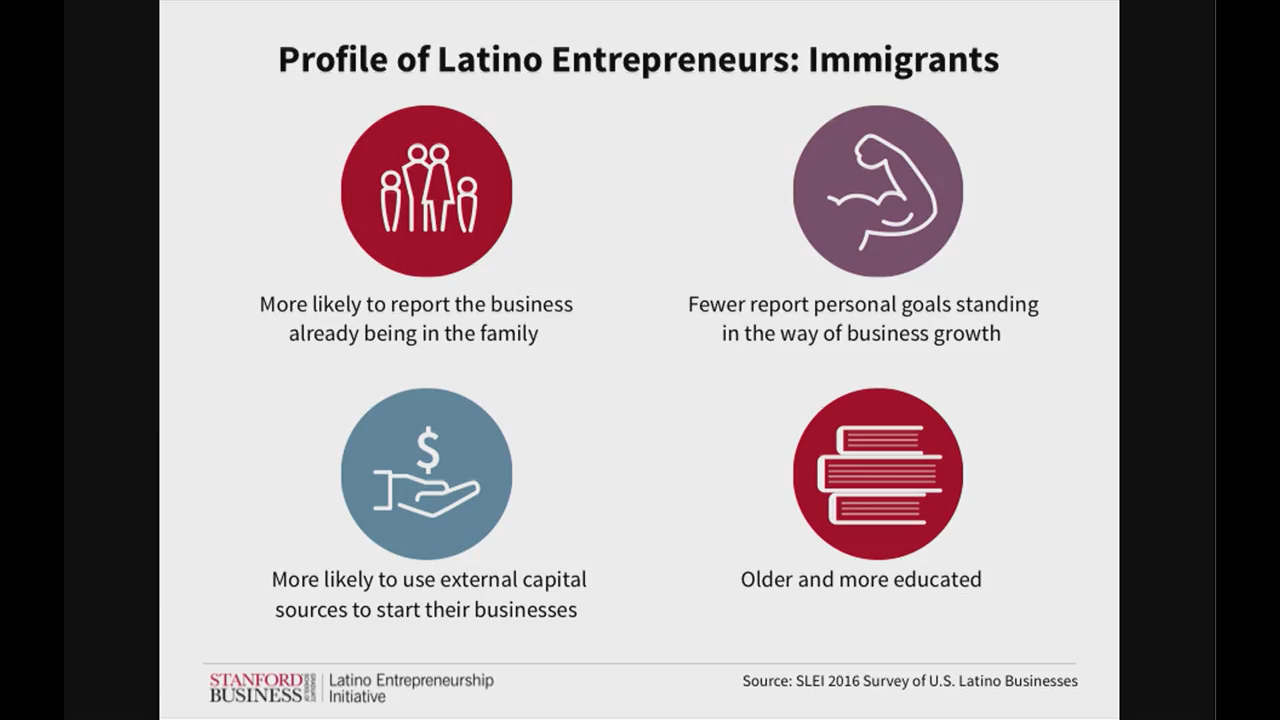 Profile of Latino Entrepreneurs: Immigrants
More likely to report the business
already being in the family
Fewer report personal goals standing
in the way of business growth
$
More likely to use external capital
sources to start their businesses
Older and more educated
STANFORD
BUSINESS
Latino Entrepreneurship
Initiative
Source: SLEI 2016 Survey of U.S. Latino Businesses